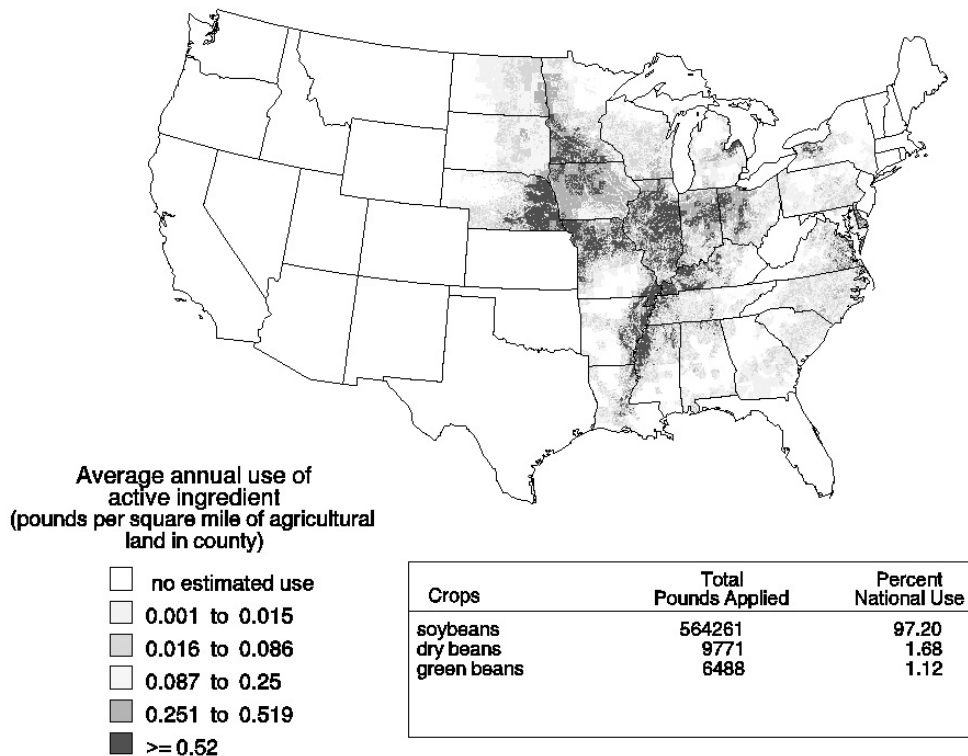 Average annual use of
active ingredient
(pounds per square mile of agricultural
land in county)
no estimated use
0.001 to 0.015
0.016 to 0.086
0.087 to 0.25
0.251 to 0.519
>= 0.52
Crops Total Pounds Applied Percent National Use
soybeans 564261 97.20
dry beans 9771 1.68
green beans 6488 1.12